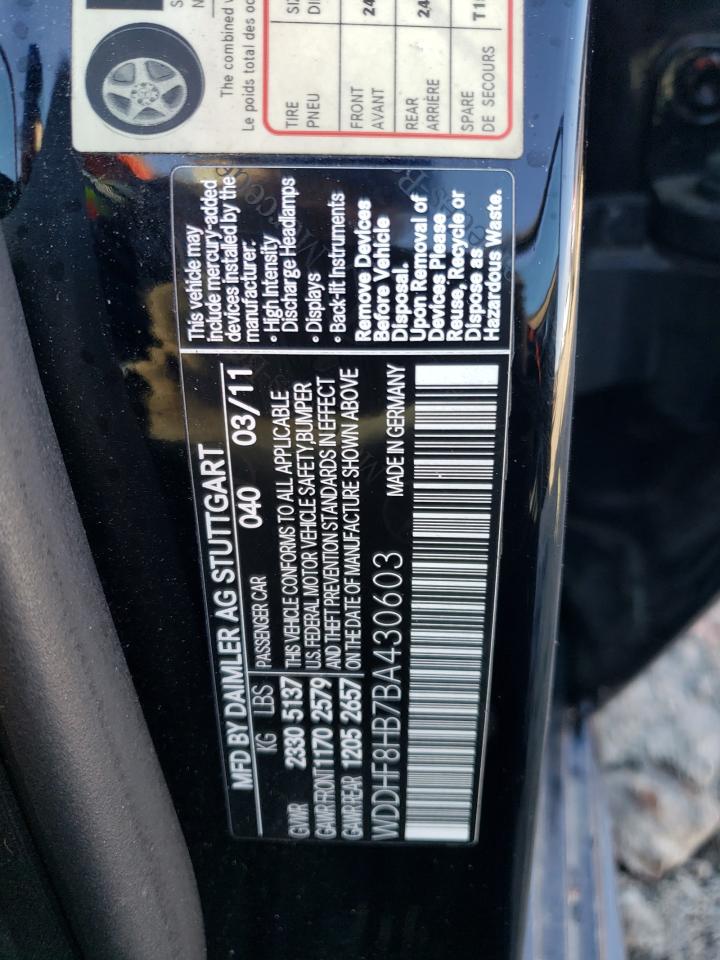 The combined
Le poids total des oc
TIRE
PNEU
FRONT
AVANT
24
REAR
ARRIÈRE
24
SPARE
DE SECOURS
MFD BY DAIMLER AG STUTTGART
KG LBS PASSENGER CAR 040 03/11
GVWR 2330 5137
GAWR-FRONT 1170 2579
GAWR-REAR 1205 2657
THIS VEHICLE CONFORMS TO ALL APPLICABLE
U.S. FEDERAL MOTOR VEHICLE SAFETY,BUMPER
AND THEFT PREVENTION STANDARDS IN EFFECT
ON THE DATE OF MANUFACTURE SHOWN ABOVE
WDDHF8HB7BA430603 MADE IN GERMANY
This vehicle may
include mercury-added
devices installed by the
manufacturer:
• High Intensity
Discharge Headlamps
• Displays
• Back-lit Instruments
Remove Devices
Before Vehicle
Disposal.
Upon Removal of
Devices Please
Reuse, Recycle or
Dispose as
Hazardous Waste.